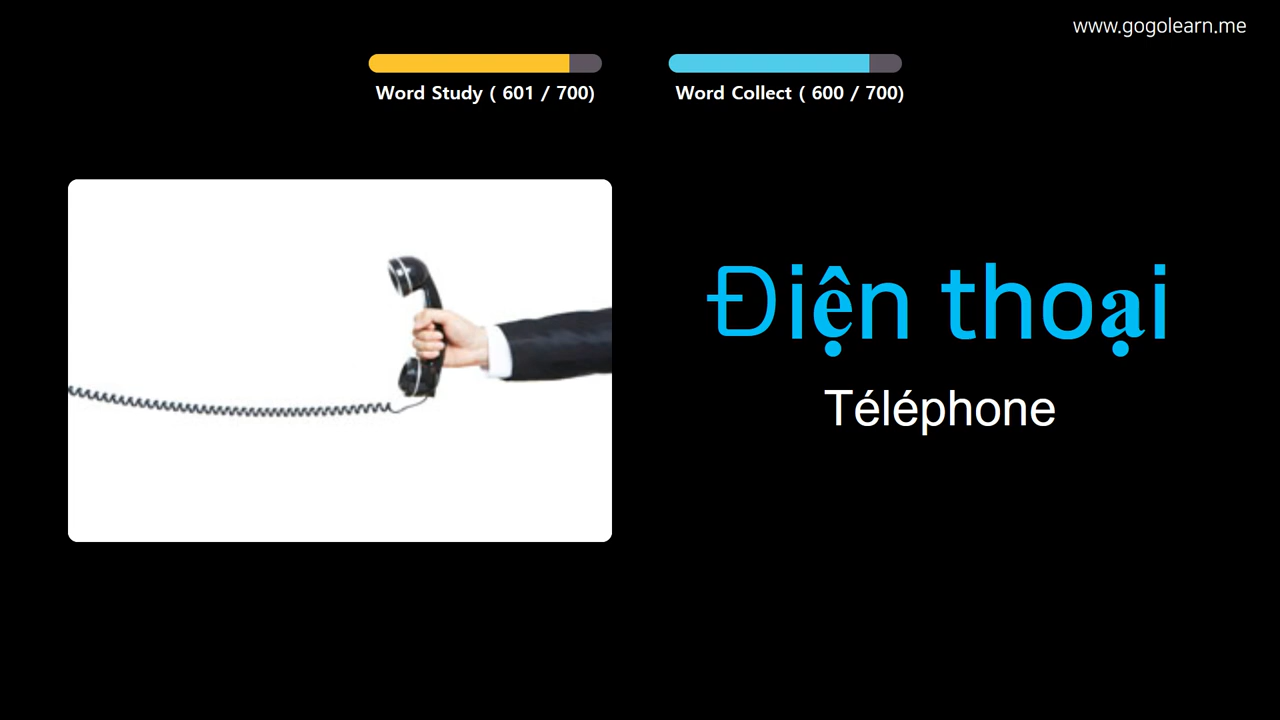 www.gogolearn.me
Word Study ( 601 / 700)
Word Collect ( 600 / 700)
Điện thoại
Téléphone